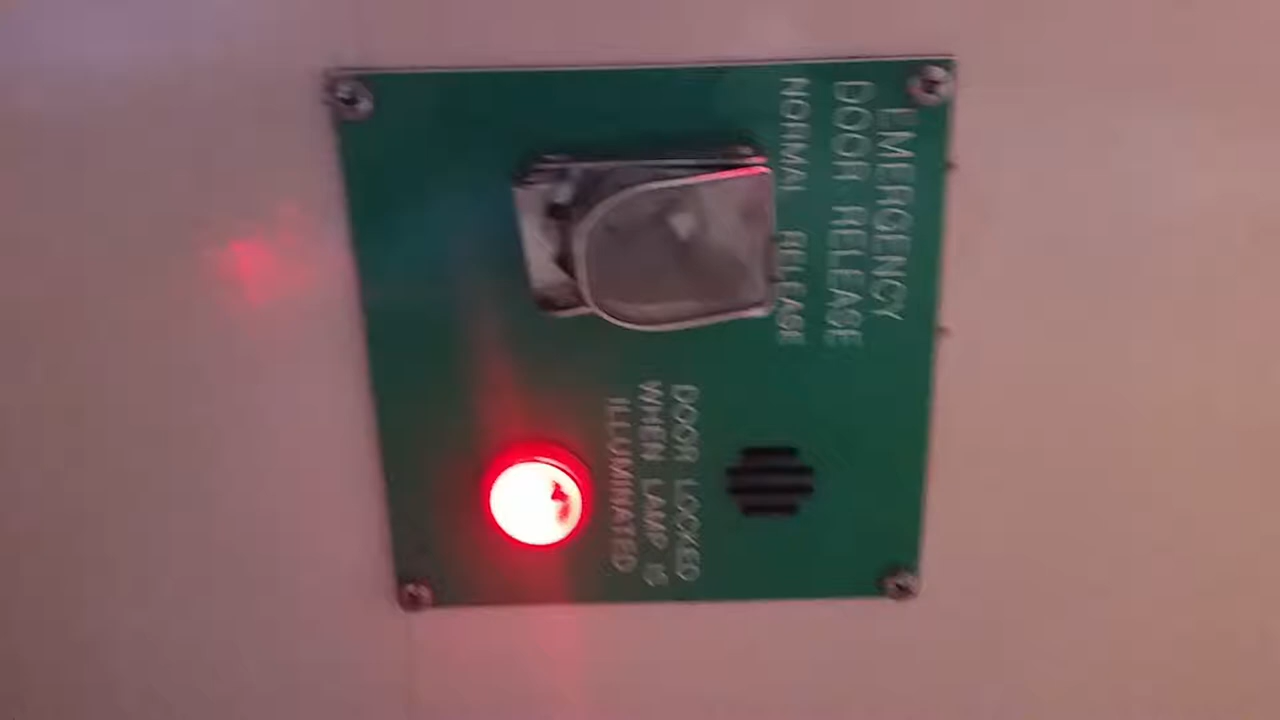 EMERGENCY
DOOR RELEASE
NORMAL RELEASE
DOOR LOCKED
WHEN LAMP IS
ILLUMINATED